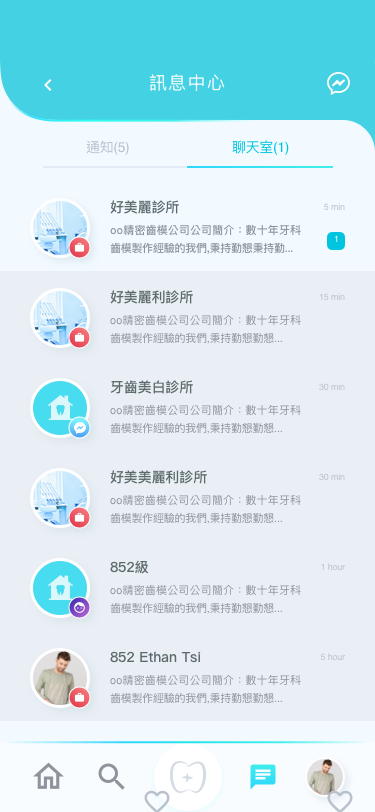 訊息中心
通知(5)
聊天室(1)
好美麗診所
5 min
oo精密齒模公司公司簡介：數十年牙科
齒模製作經驗的我們,秉持勤懇秉持勤...
1
好美麗利診所
15 min
oo精密齒模公司公司簡介：數十年牙科
齒模製作經驗的我們,秉持勤懇勤懇...
牙齒美白診所
30 min
oo精密齒模公司公司簡介：數十年牙科
齒模製作經驗的我們,秉持勤懇勤懇...
好美美麗利診所
30 min
oo精密齒模公司公司簡介：數十年牙科
齒模製作經驗的我們,秉持勤懇勤懇...
852級
1 hour
oo精密齒模公司公司簡介：數十年牙科
齒模製作經驗的我們,秉持勤懇勤懇...
852 Ethan Tsi
5 hour
oo精密齒模公司公司簡介：數十年牙科
齒模製作經驗的我們,秉持勤懇勤懇...